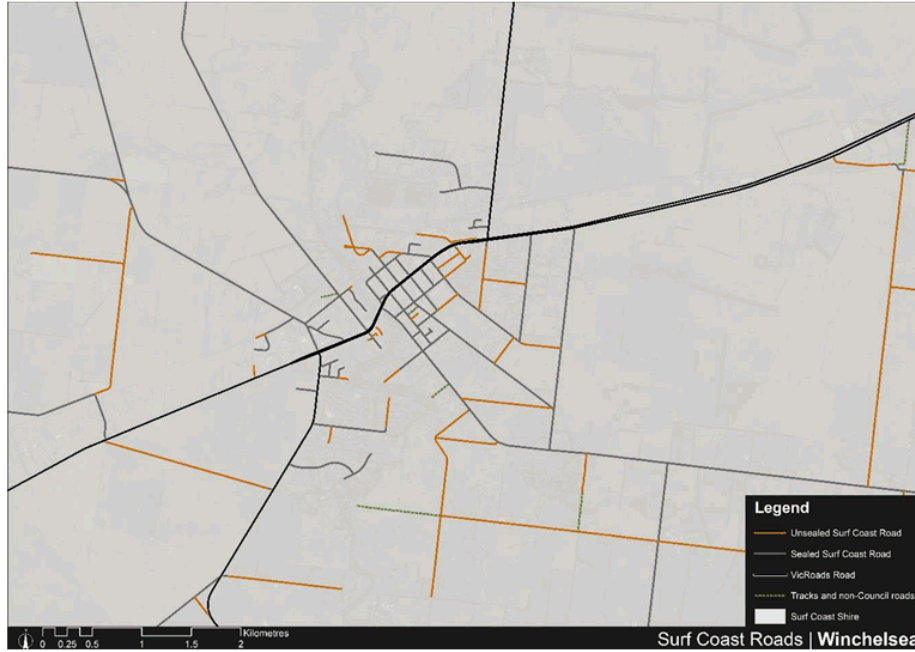 Legend
Unsealed Surf Coast Road
Sealed Surf Coast Road
VicRoads Road
Tracks and non-Council roads
Surf Coast Shire
Kilometres
0 0.25 0.5 1 1.5 2
Surf Coast Roads | Winchelsea